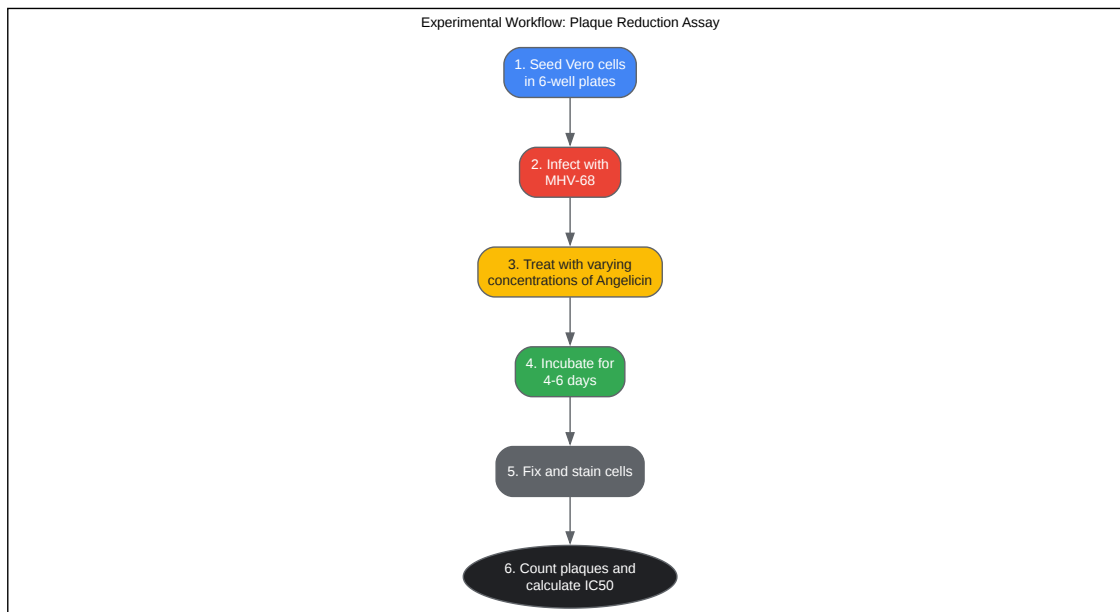 Experimental Workflow: Plaque Reduction Assay
1. Seed Vero cells
in 6-well plates
2. Infect with
MHV-68
3. Treat with varying
concentrations of Angelicin
4. Incubate for
4-6 days
5. Fix and stain cells
6. Count plaques and
calculate IC50